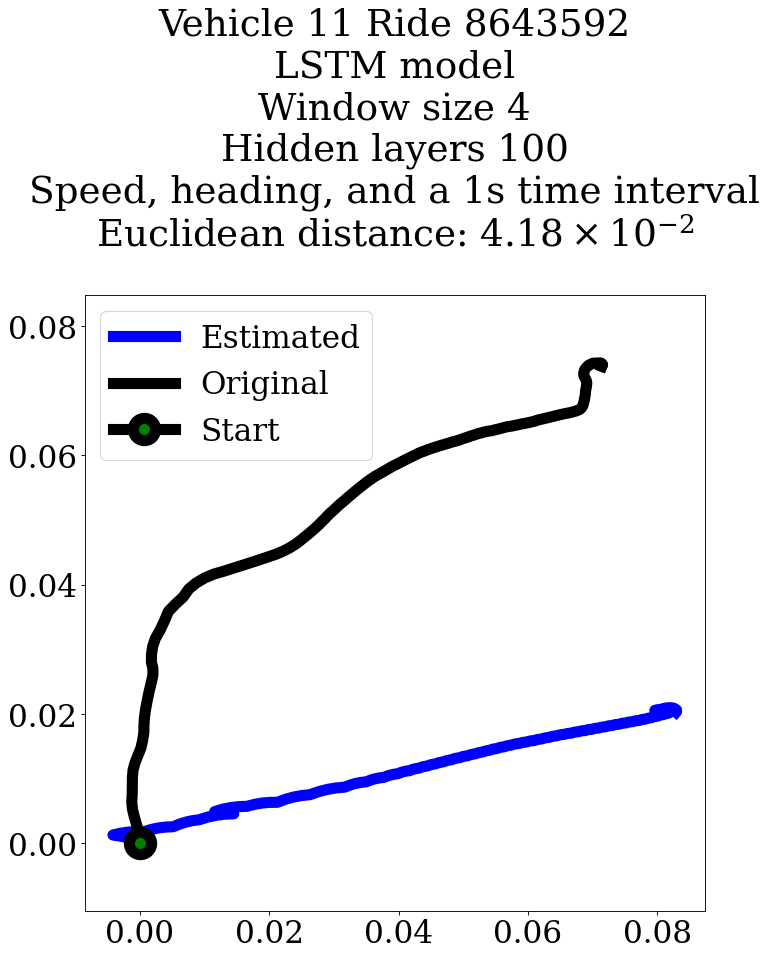 Vehicle 11 Ride 8643592
LSTM model
Window size 4
Hidden layers 100
Speed, heading, and a 1s time interval
Euclidean distance: 4.18 × 10⁻²
Estimated
Original
Start
0.08
0.06
0.04
0.02
0.00
0.00 0.02 0.04 0.06 0.08